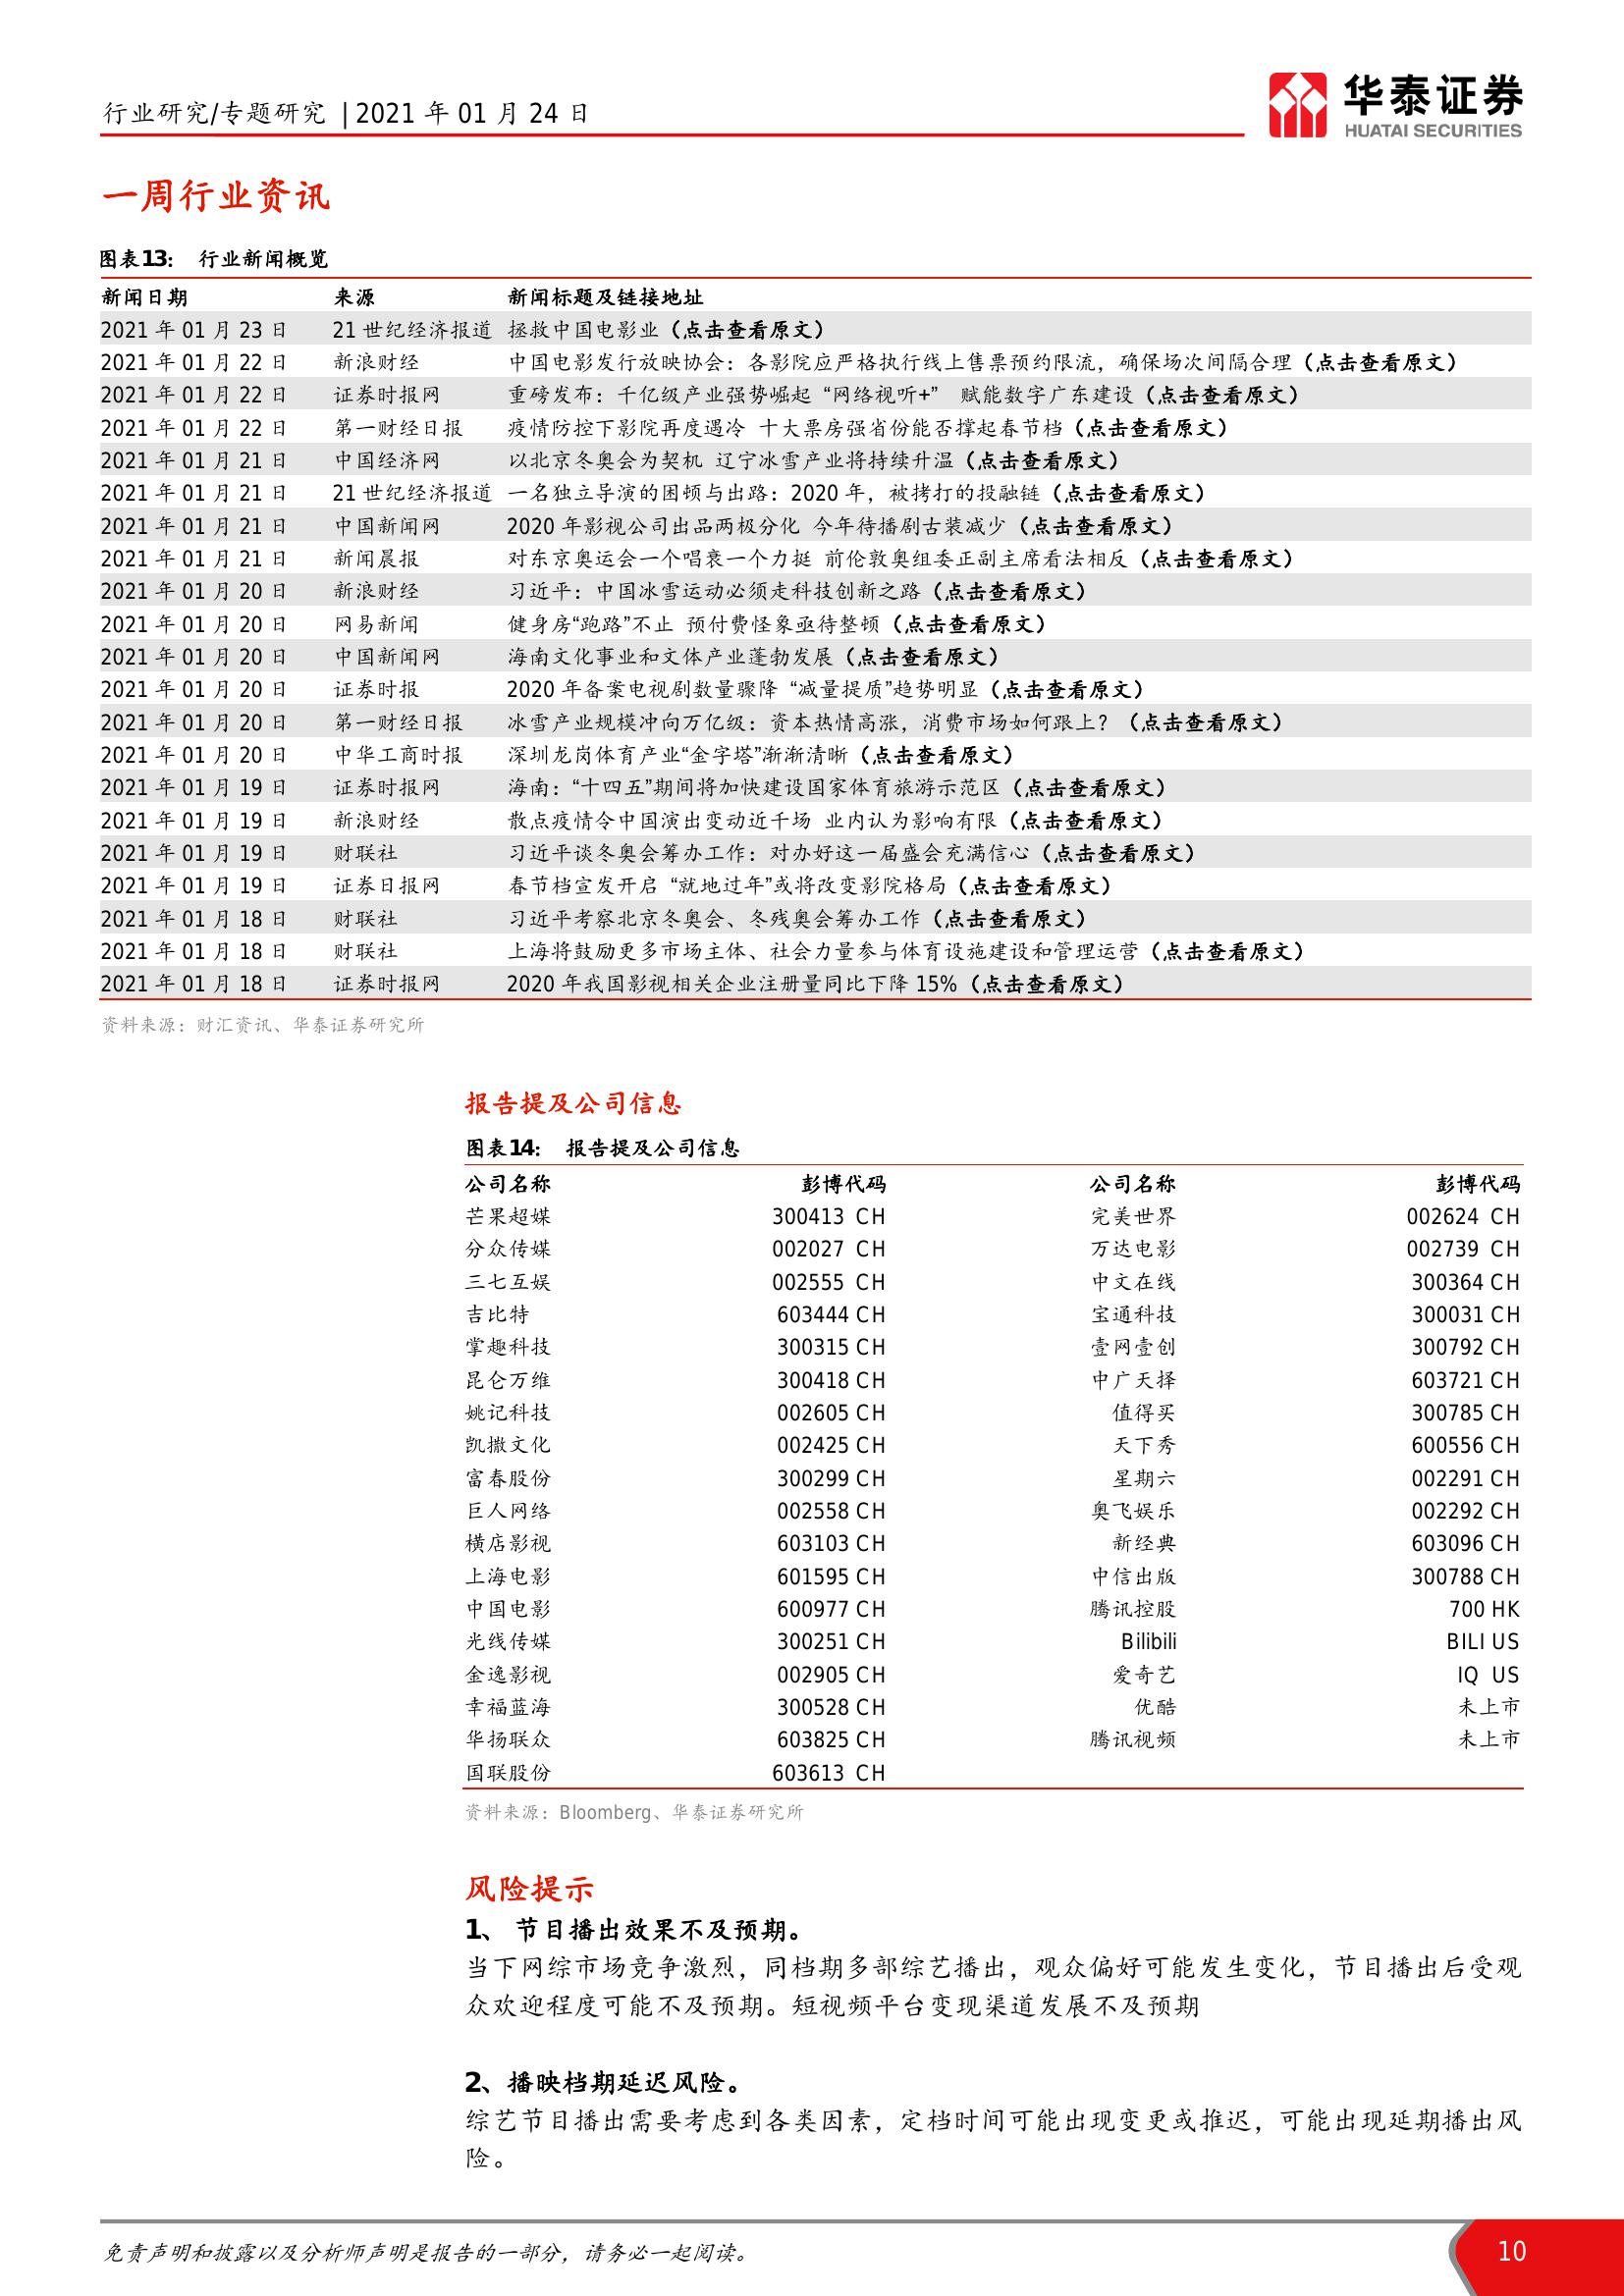 行业研究/专题研究 | 2021 年 01 月 24 日
华泰证券
HUATAI SECURITIES
一周行业资讯
图表13： 行业新闻概览
新闻日期 来源 新闻标题及链接地址
2021 年 01 月 23 日 21 世纪经济报道 拯救中国电影业（点击查看原文）
2021 年 01 月 22 日 新浪财经 中国电影发行放映协会：各影院应严格执行线上售票预约限流，确保场次间隔合理（点击查看原文）
2021 年 01 月 22 日 证券时报网 重磅发布：千亿级产业强势崛起 “网络视听+” 赋能数字广东建设（点击查看原文）
2021 年 01 月 22 日 第一财经日报 疫情防控下影院再度遇冷 十大票房强省份能否撑起春节档（点击查看原文）
2021 年 01 月 21 日 中国经济网 以北京冬奥会为契机 辽宁冰雪产业将持续升温（点击查看原文）
2021 年 01 月 21 日 21 世纪经济报道 一名独立导演的困顿与出路：2020 年，被拷打的投融链（点击查看原文）
2021 年 01 月 21 日 中国新闻网 2020 年影视公司出品两极分化 今年待播剧古装减少（点击查看原文）
2021 年 01 月 21 日 新闻晨报 对东京奥运会一个唱衰一个力挺 前伦敦奥组委正副主席看法相反（点击查看原文）
2021 年 01 月 20 日 新浪财经 习近平：中国冰雪运动必须走科技创新之路（点击查看原文）
2021 年 01 月 20 日 网易新闻 健身房“跑路”不止 预付费怪象亟待整顿（点击查看原文）
2021 年 01 月 20 日 中国新闻网 海南文化事业和文体产业蓬勃发展（点击查看原文）
2021 年 01 月 20 日 证券时报 2020 年备案电视剧数量骤降 “减量提质”趋势明显（点击查看原文）
2021 年 01 月 20 日 第一财经日报 冰雪产业规模冲向万亿级：资本热情高涨，消费市场如何跟上？（点击查看原文）
2021 年 01 月 20 日 中华工商时报 深圳龙岗体育产业“金字塔”渐渐清晰（点击查看原文）
2021 年 01 月 19 日 证券时报网 海南：“十四五”期间将加快建设国家体育旅游示范区（点击查看原文）
2021 年 01 月 19 日 新浪财经 散点疫情令中国演出变动近千场 业内认为影响有限（点击查看原文）
2021 年 01 月 19 日 财联社 习近平谈冬奥会筹办工作：对办好这一届盛会充满信心（点击查看原文）
2021 年 01 月 19 日 证券日报网 春节档宣发开启 “就地过年”或将改变影院格局（点击查看原文）
2021 年 01 月 18 日 财联社 习近平考察北京冬奥会、冬残奥会筹办工作（点击查看原文）
2021 年 01 月 18 日 财联社 上海将鼓励更多市场主体、社会力量参与体育设施建设和管理运营（点击查看原文）
2021 年 01 月 18 日 证券时报网 2020 年我国影视相关企业注册量同比下降 15%（点击查看原文）
资料来源：财汇资讯、华泰证券研究所
报告提及公司信息
图表14： 报告提及公司信息
公司名称 彭博代码 公司名称 彭博代码
芒果超媒 300413 CH 完美世界 002624 CH
分众传媒 002027 CH 万达电影 002739 CH
三七互娱 002555 CH 中文在线 300364 CH
吉比特 603444 CH 宝通科技 300031 CH
掌趣科技 300315 CH 壹网壹创 300792 CH
昆仑万维 300418 CH 中广天择 603721 CH
姚记科技 002605 CH 值得买 300785 CH
凯撒文化 002425 CH 天下秀 600556 CH
富春股份 300299 CH 星期六 002291 CH
巨人网络 002558 CH 奥飞娱乐 002292 CH
横店影视 603103 CH 新经典 603096 CH
上海电影 601595 CH 中信出版 300788 CH
中国电影 600977 CH 腾讯控股 700 HK
光线传媒 300251 CH Bilibili BILI US
金逸影视 002905 CH 爱奇艺 IQ US
幸福蓝海 300528 CH 优酷 未上市
华扬联众 603825 CH 腾讯视频 未上市
国联股份 603613 CH
资料来源：Bloomberg、华泰证券研究所
风险提示
1、 节目播出效果不及预期。
当下网综市场竞争激烈，同档期多部综艺播出，观众偏好可能发生变化，节目播出后受观
众欢迎程度可能不及预期。短视频平台变现渠道发展不及预期
2、播映档期延迟风险。
综艺节目播出需要考虑到各类因素，定档时间可能出现变更或推迟，可能出现延期播出风
险。
免责声明和披露以及分析师声明是报告的一部分，请务必一起阅读。
10